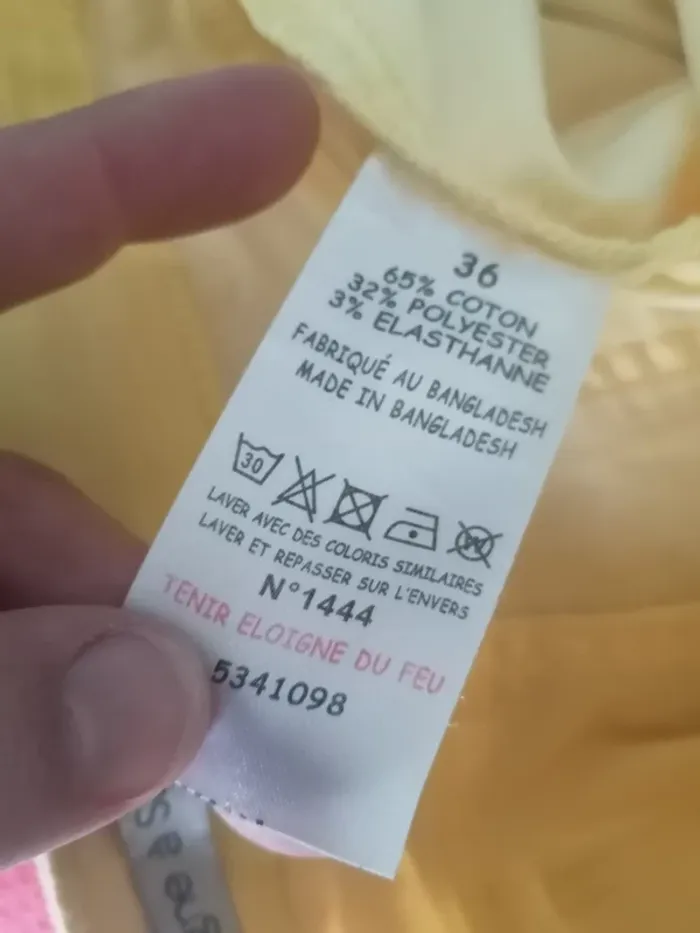 36
65% COTON
32% POLYESTER
3% ELASTHANNE
FABRIQUÉ AU BANGLADESH
MADE IN BANGLADESH
30
LAVER AVEC DES COLORIS SIMILAIRES
LAVER ET REPASSER SUR L'ENVERS
N°1444
TENIR ELOIGNE DU FEU
5341098